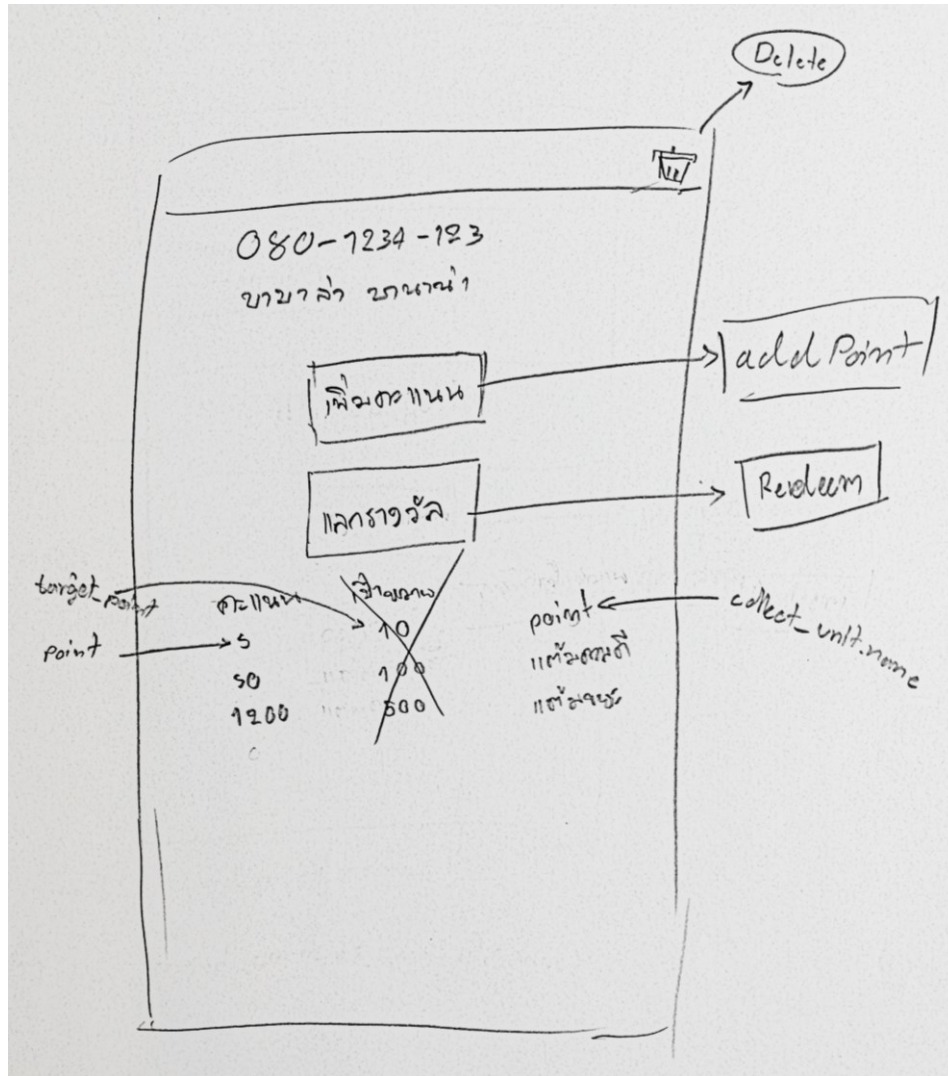 Delete
080-1234-123
บาบาล่า บานาน่า
เพิ่มคะแนน
add Point
แลกรางวัล
Redeem
target_point
คะแนน เป้าหมาย
point
collect_unit.name
point
5 10
แต้มความดี
50 100
แต้มขยะ
1200 500